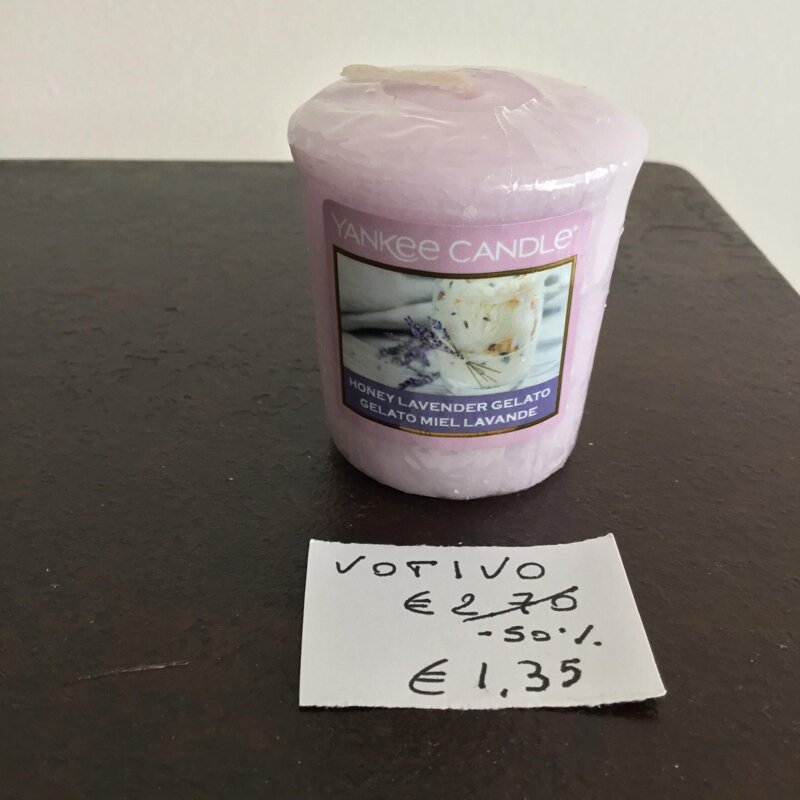 YANKEE CANDLE®
HONEY LAVENDER GELATO
GELATO MIEL LAVANDE
VOTIVO
€ 2.70
-50%
€ 1.35